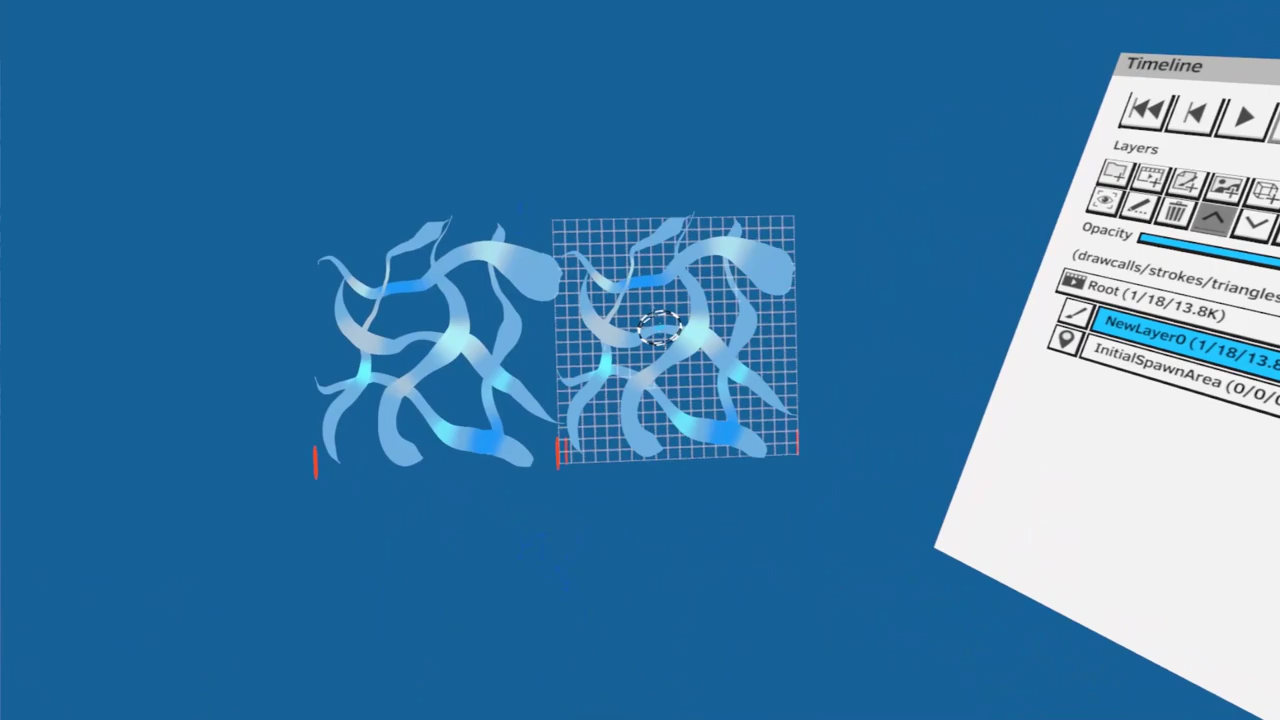 Timeline
Layers
Opacity
(drawcalls/strokes/triangles
Root (1/18/13.8K)
NewLayer0 (1/18/13.8
InitialSpawnArea (0/0/0